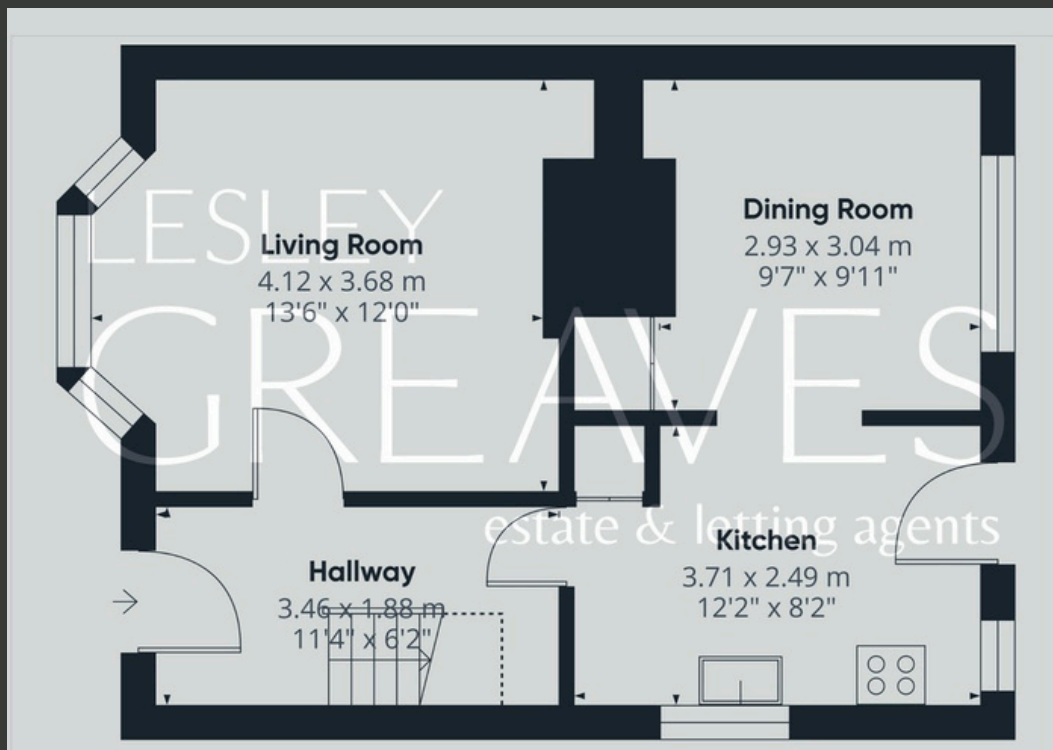 LESLEY
GREAVES
estate & letting agents
Living Room
4.12 x 3.68 m
13'6" x 12'0"
Dining Room
2.93 x 3.04 m
9'7" x 9'11"
Hallway
3.46 x 1.88 m
11'4" x 6'2"
Kitchen
3.71 x 2.49 m
12'2" x 8'2"